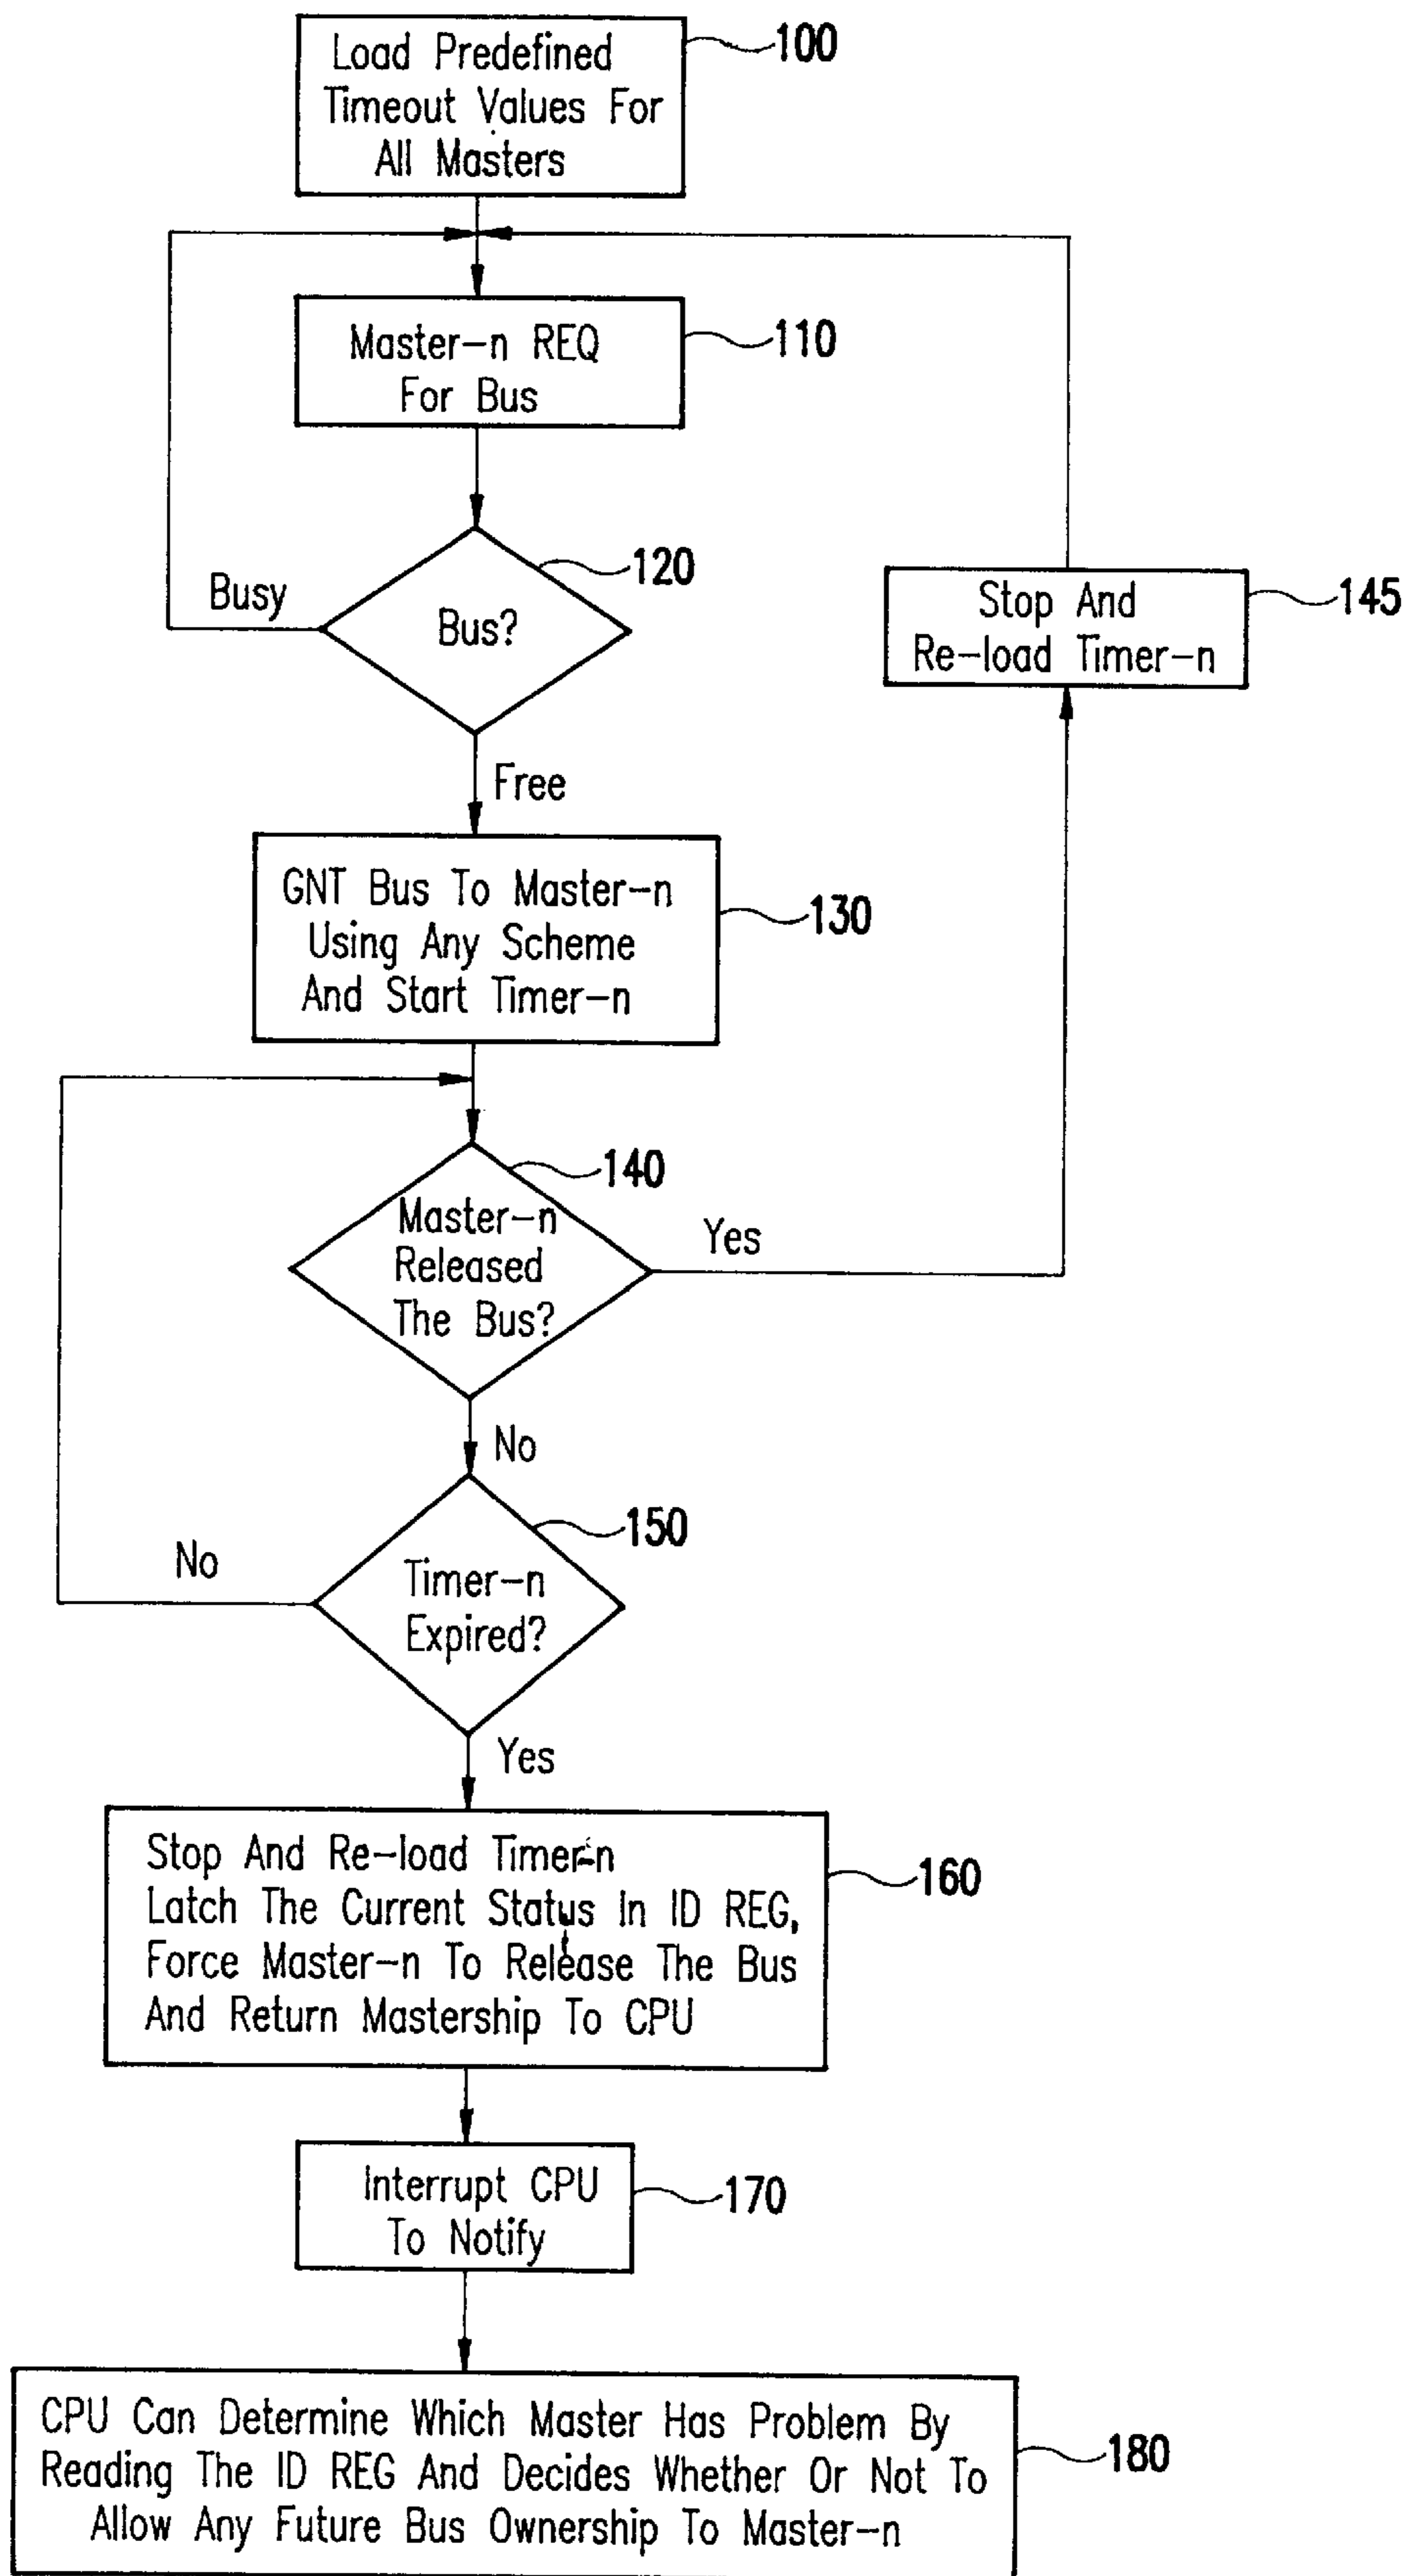 Load Predefined
Timeout Values For
All Masters
100
Master-n REQ
For Bus
110
Bus?
120
Busy
Free
Stop And
Re-load Timer-n
145
GNT Bus To Master-n
Using Any Scheme
And Start Timer-n
130
Master-n
Released
The Bus?
140
Yes
No
Timer-n
Expired?
150
No
Yes
Stop And Re-load Timer-n
Latch The Current Status In ID REG,
Force Master-n To Release The Bus
And Return Mastership To CPU
160
Interrupt CPU
To Notify
170
CPU Can Determine Which Master Has Problem By
Reading The ID REG And Decides Whether Or Not To
Allow Any Future Bus Ownership To Master-n
180